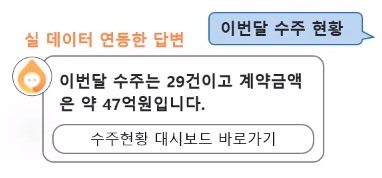 이번달 수주 현황
실 데이터 연동한 답변
이번달 수주는 29건이고 계약금액
은 약 47억원입니다.
수주현황 대시보드 바로가기